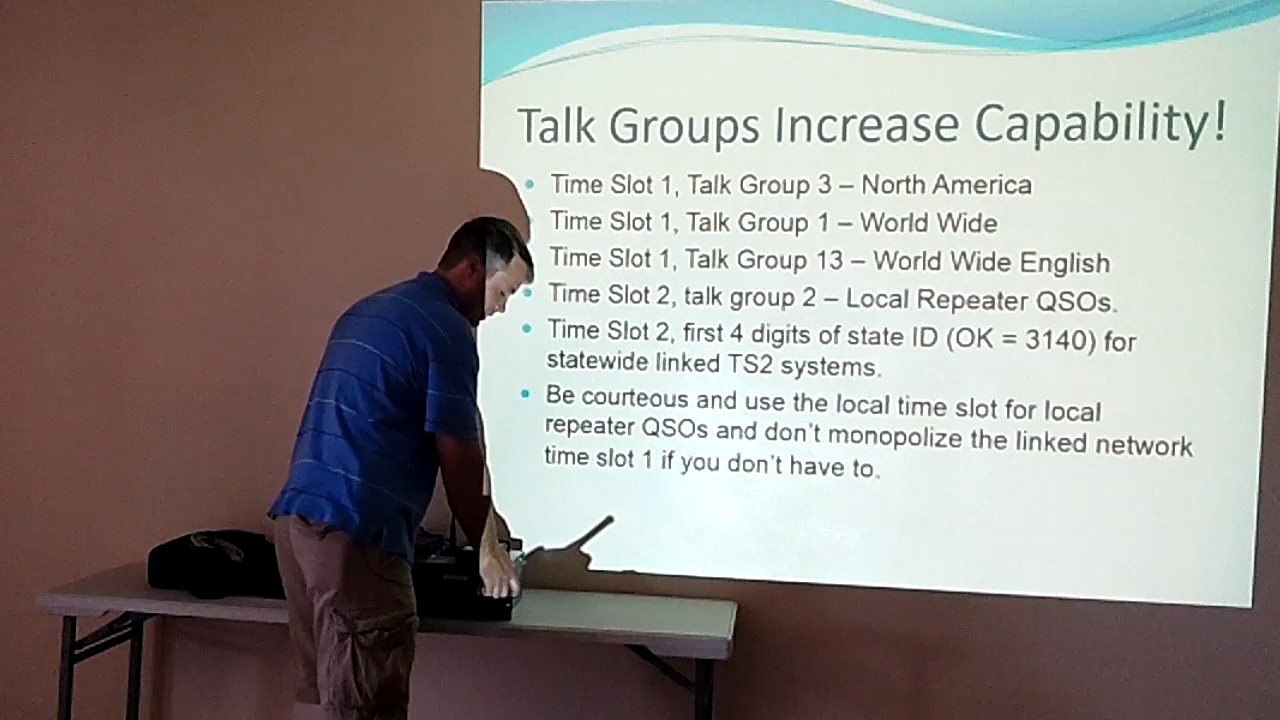 Talk Groups Increase Capability!
Time Slot 1, Talk Group 3 – North America
Time Slot 1, Talk Group 1 – World Wide
Time Slot 1, Talk Group 13 – World Wide English
Time Slot 2, talk group 2 – Local Repeater QSOs.
Time Slot 2, first 4 digits of state ID (OK = 3140) for
statewide linked TS2 systems.
Be courteous and use the local time slot for local
repeater QSOs and don't monopolize the linked network
time slot 1 if you don't have to.